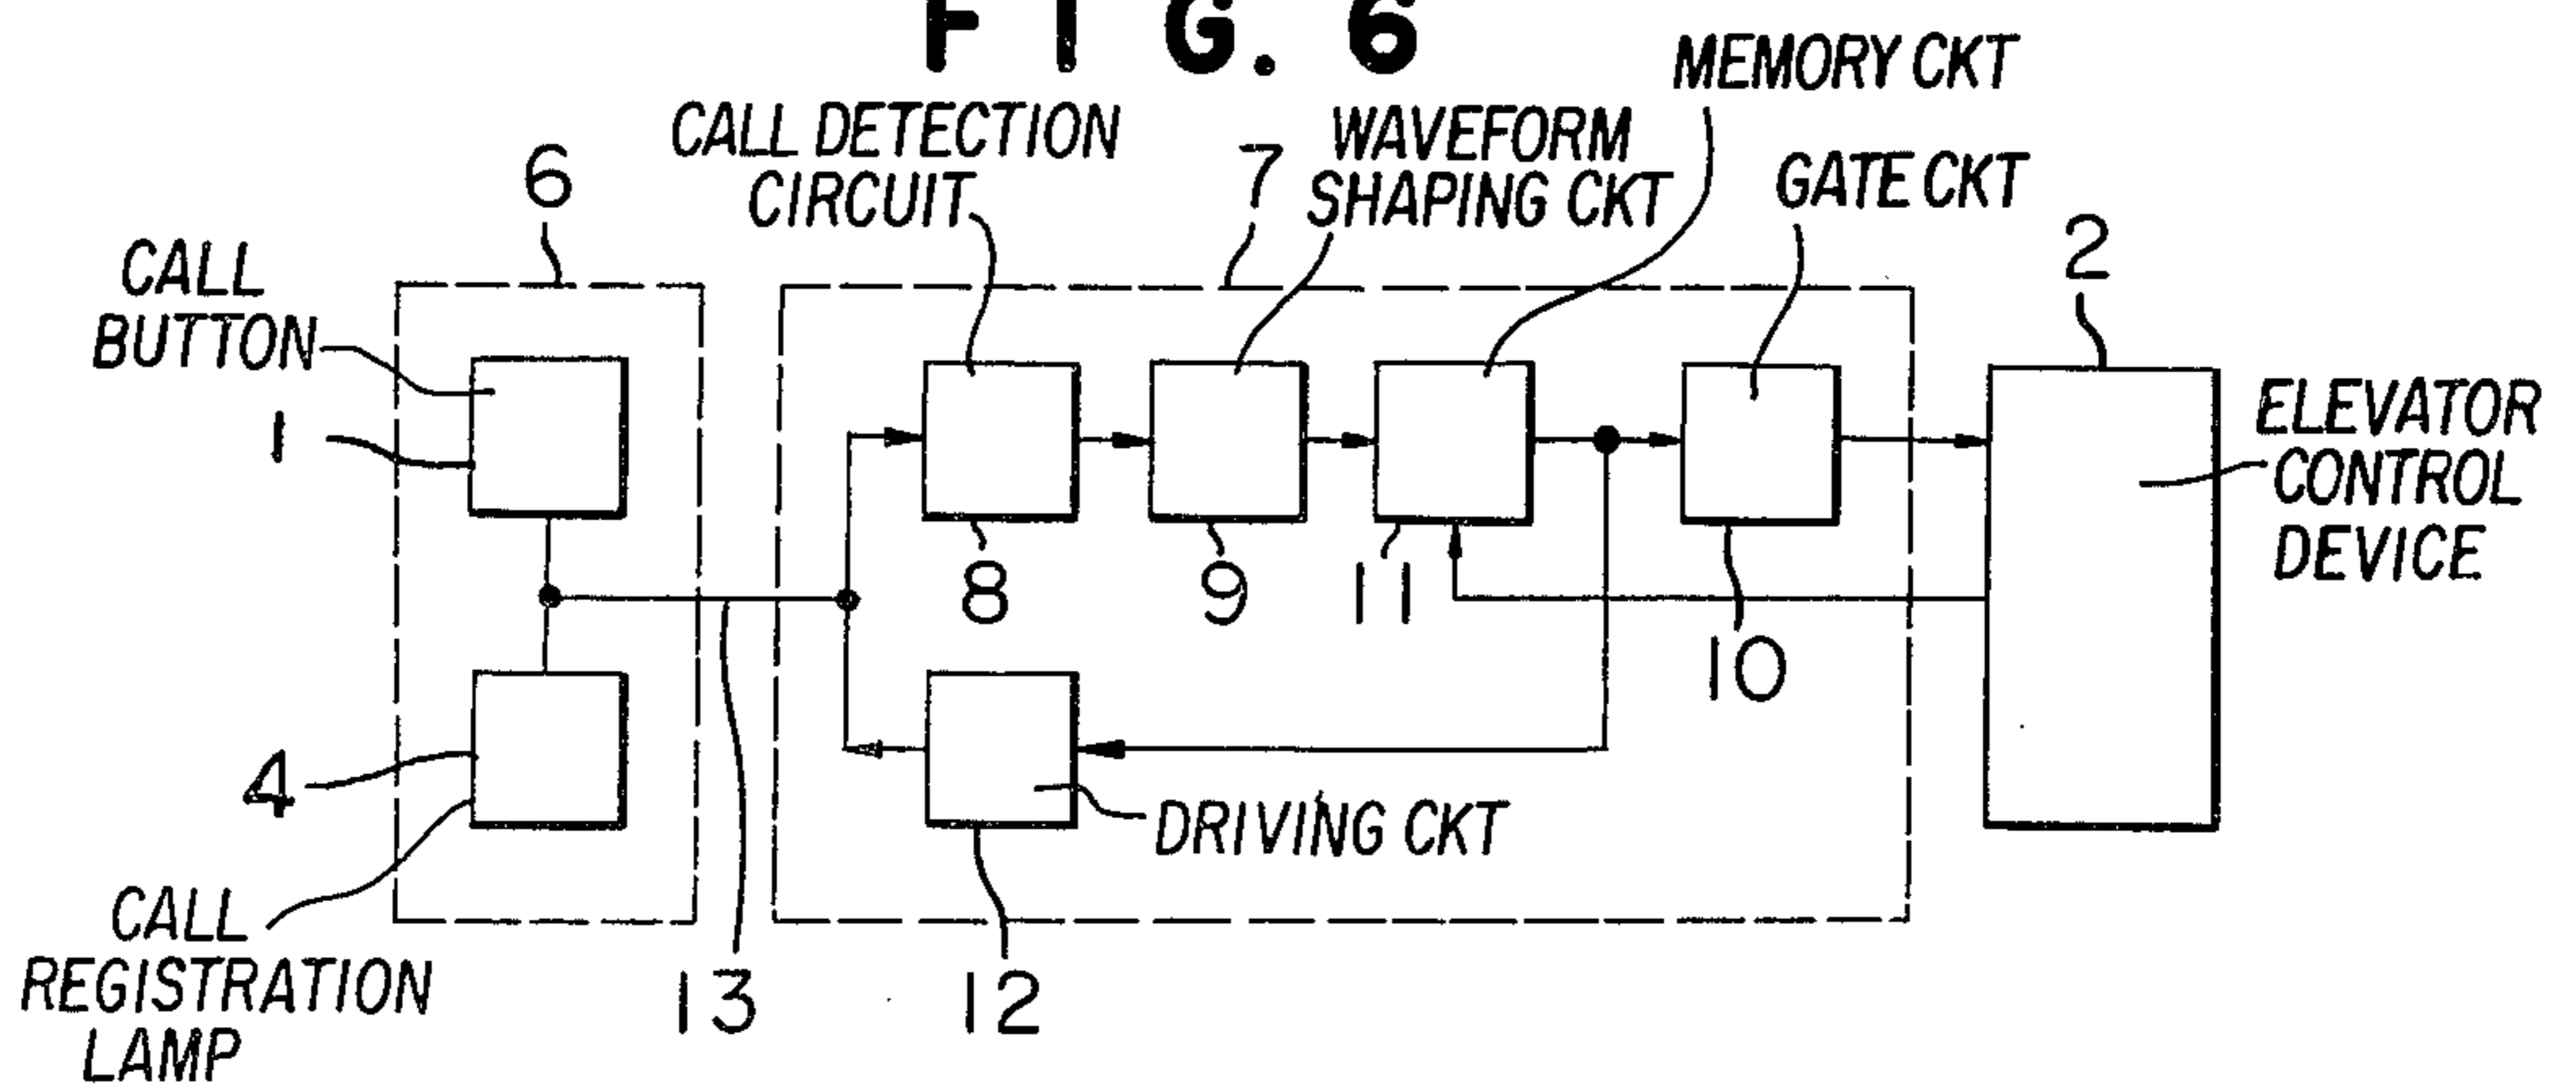 FIG. 6
MEMORY CKT
CALL DETECTION
CIRCUIT
WAVEFORM
SHAPING CKT
GATE CKT
6
7
2
CALL
BUTTON
1
ELEVATOR
CONTROL
DEVICE
8
9
11
10
4
DRIVING CKT
CALL
REGISTRATION
LAMP
13
12